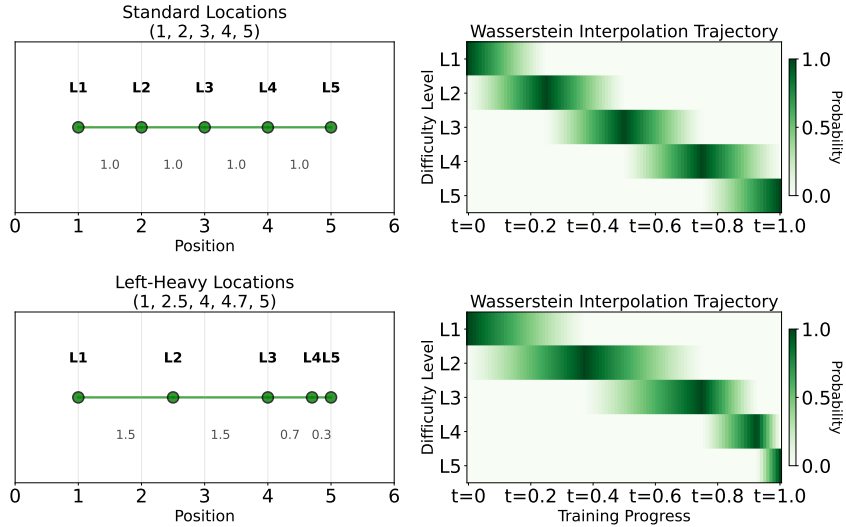 Standard Locations
(1, 2, 3, 4, 5)
L1 L2 L3 L4 L5
1.0 1.0 1.0 1.0
0 1 2 3 4 5 6
Position
Wasserstein Interpolation Trajectory
Difficulty Level
L1
L2
L3
L4
L5
t=0 t=0.2 t=0.4 t=0.6 t=0.8 t=1.0
1.0
0.5
0.0
Probability
Left-Heavy Locations
(1, 2.5, 4, 4.7, 5)
L1 L2 L3 L4 L5
1.5 1.5 0.7 0.3
0 1 2 3 4 5 6
Position
Wasserstein Interpolation Trajectory
Difficulty Level
L1
L2
L3
L4
L5
t=0 t=0.2 t=0.4 t=0.6 t=0.8 t=1.0
Training Progress
1.0
0.5
0.0
Probability